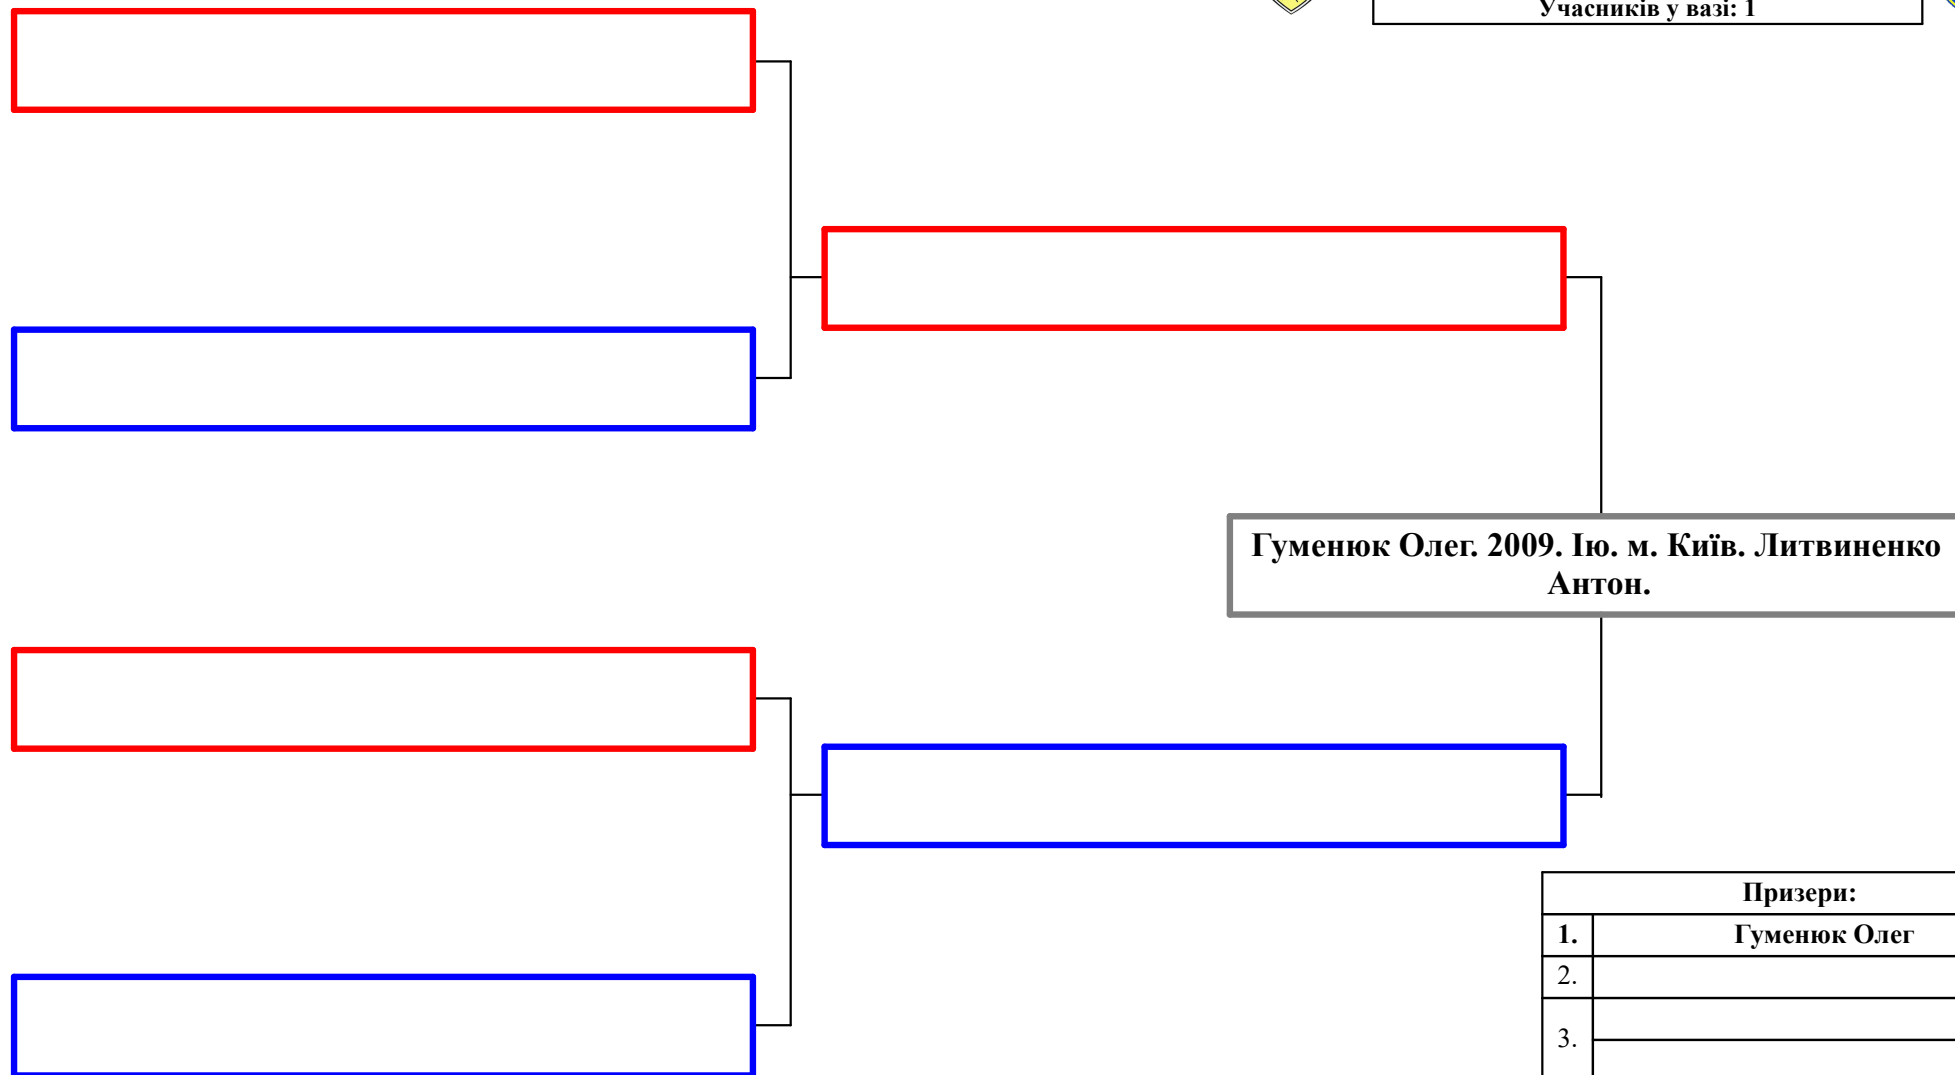 Учасників у вазі: 1
Гуменюк Олег. 2009. Ію. м. Київ. Литвиненко
Антон.
Призери:
1. Гуменюк Олег
2.
3.